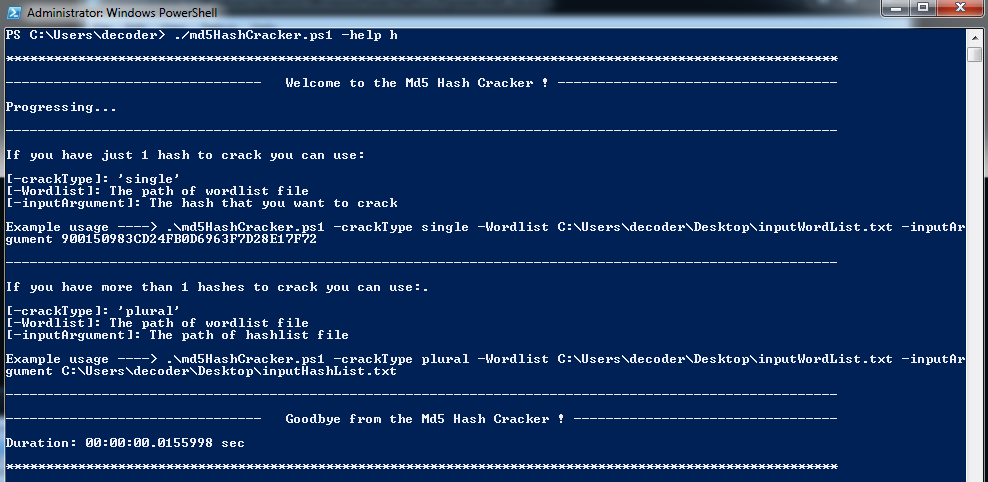 Administrator: Windows PowerShell
PS C:\Users\decoder> ./md5HashCracker.ps1 -help h
********************************************************************************************************
-------------------------------- Welcome to the Md5 Hash Cracker ! -----------------------------------
Progressing...
--------------------------------------------------------------------------------------------------------
If you have just 1 hash to crack you can use:
[-crackType]: 'single'
[-Wordlist]: The path of wordlist file
[-inputArgument]: The hash that you want to crack
Example usage ----> .\md5HashCracker.ps1 -crackType single -Wordlist C:\Users\decoder\Desktop\inputWordList.txt -inputAr
gument 900150983CD24FB0D6963F7D28E17F72
--------------------------------------------------------------------------------------------------------
If you have more than 1 hashes to crack you can use:.
[-crackType]: 'plural'
[-Wordlist]: The path of wordlist file
[-inputArgument]: The path of hashlist file
Example usage ----> .\md5HashCracker.ps1 -crackType plural -Wordlist C:\Users\decoder\Desktop\inputWordList.txt -inputAr
gument C:\Users\decoder\Desktop\inputHashList.txt
--------------------------------------------------------------------------------------------------------
-------------------------------- Goodbye from the Md5 Hash Cracker ! ---------------------------------
Duration: 00:00:00.0155998 sec
********************************************************************************************************